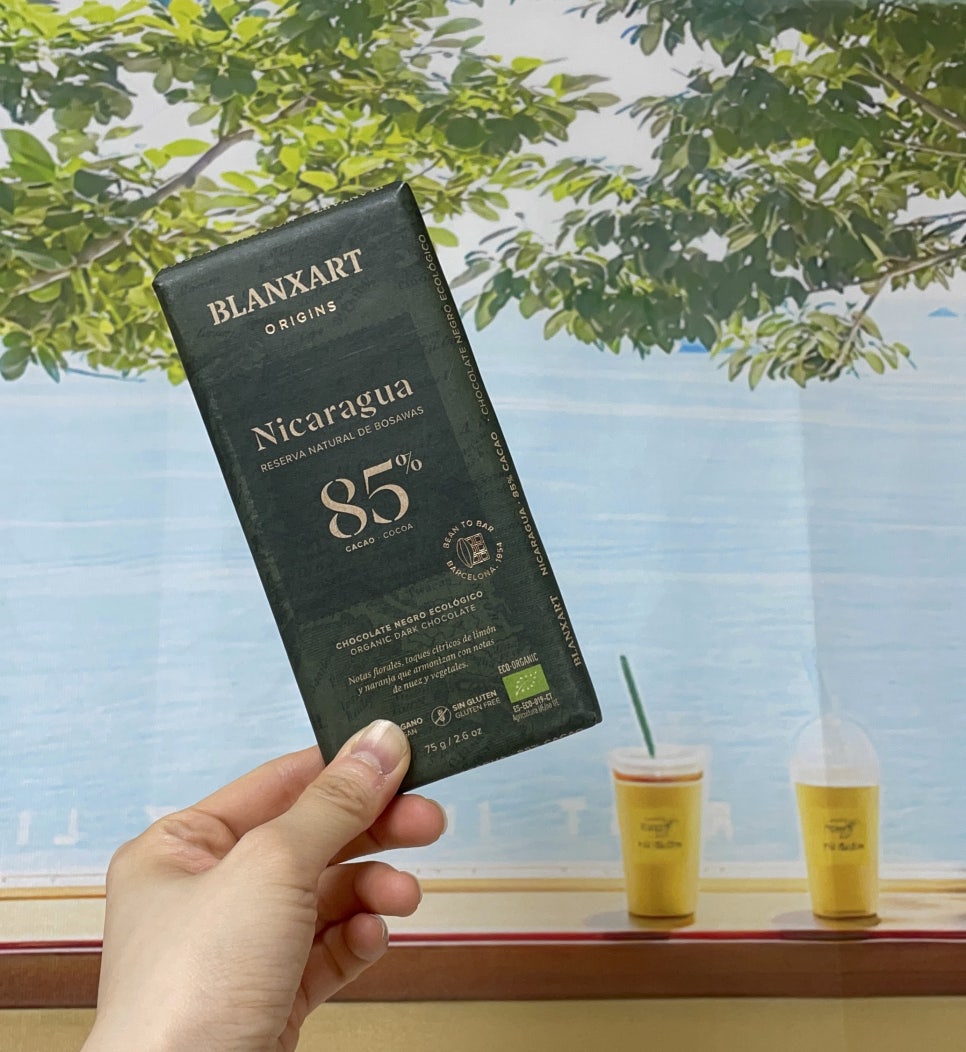 BLANXART
ORIGINS
Nicaragua
RESERVA NATURAL DE BOSAWAS
85%
CACAO · COCOA
BEAN TO BAR
BARCELONA, 1954
CHOCOLATE NEGRO ECOLÓGICO
ORGANIC DARK CHOCOLATE
Notas florales, toques cítricos de limón
y naranja que armonizan con notas
de nuez y vegetales.
ECO-ORGANIC
ES-ECO-019-CT
SIN GLUTEN
GLUTEN FREE
75 g / 2.6 oz
BLANXART NICARAGUA · 85% CACAO · CHOCOLATE NEGRO ECOLÓGICO